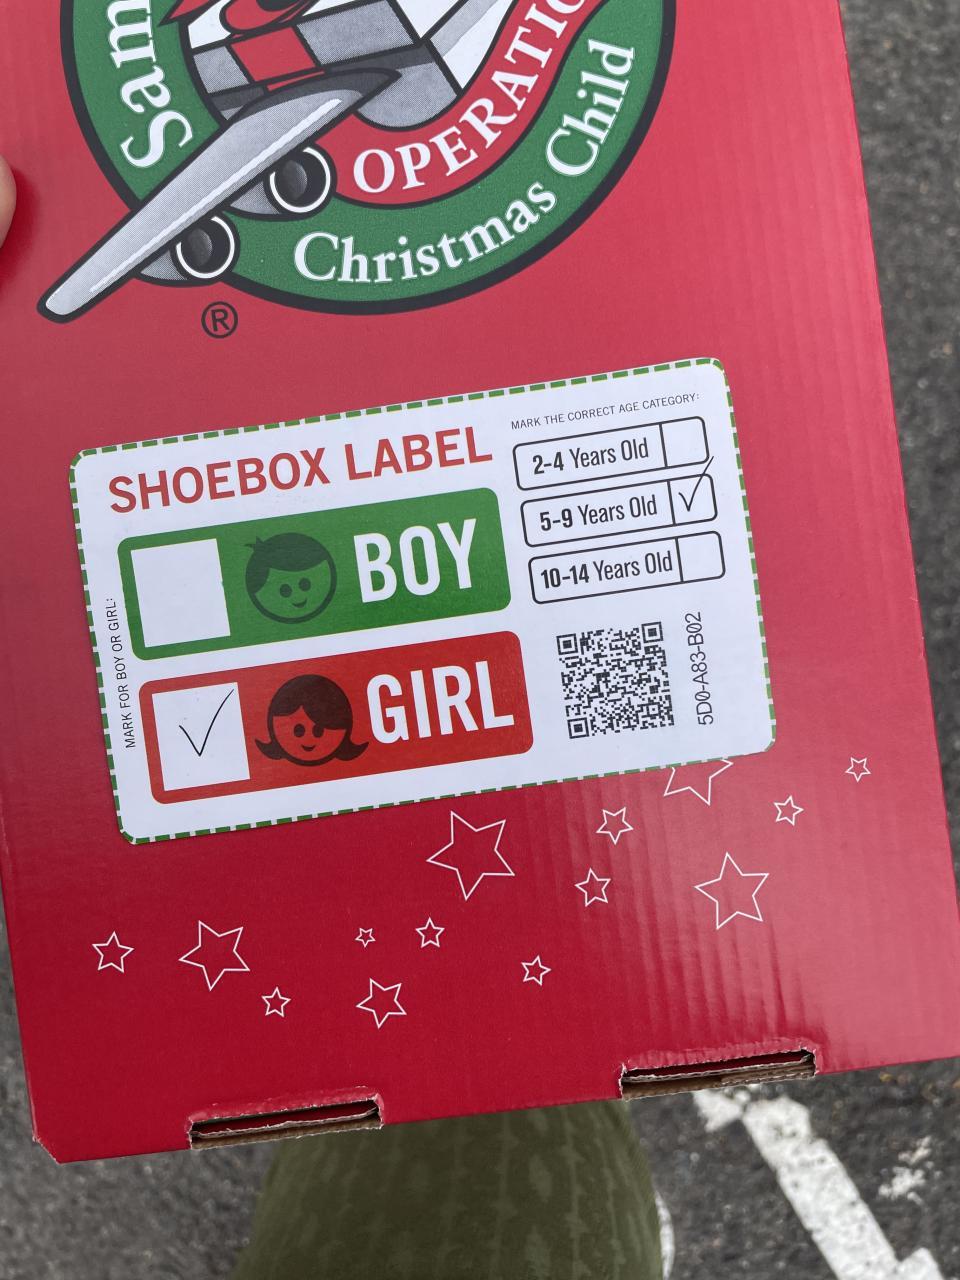 Sam
OPERATIO
Christmas Child
®
SHOEBOX LABEL
MARK FOR BOY OR GIRL:
BOY
GIRL
MARK THE CORRECT AGE CATEGORY:
2-4 Years Old
5-9 Years Old
10-14 Years Old
5D0-A83-B02